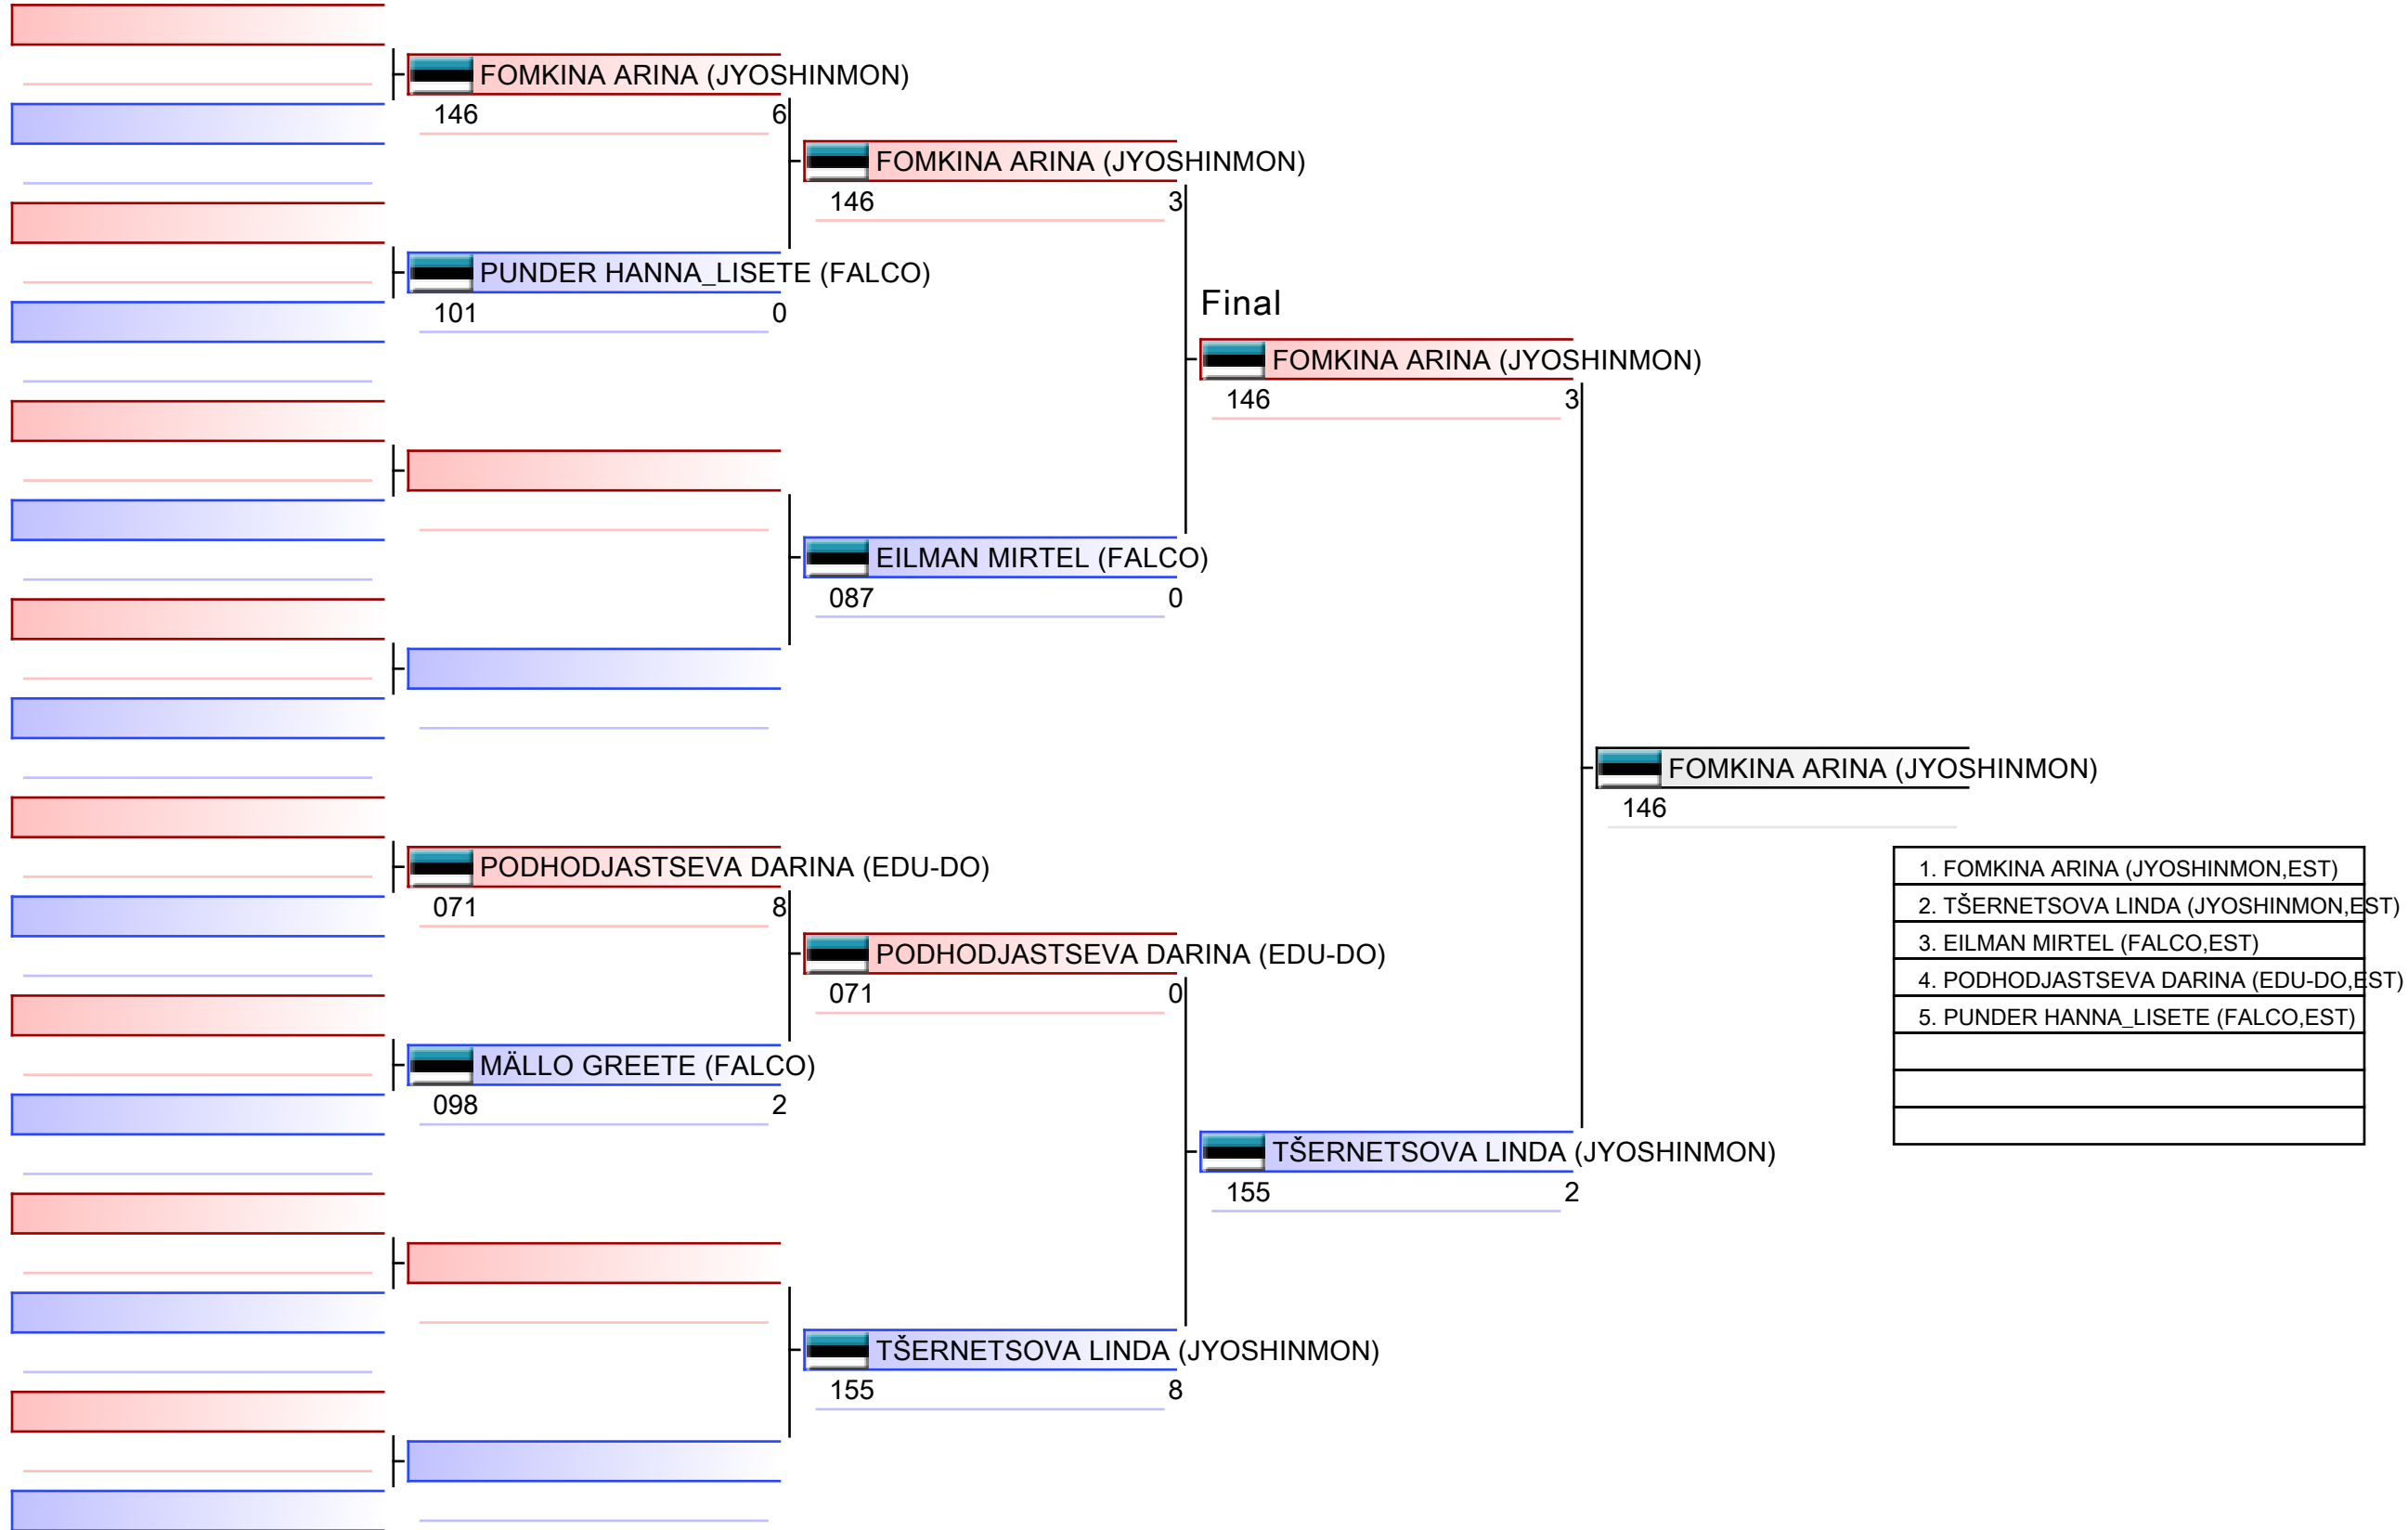 FOMKINA ARINA (JYOSHINMON)
146 6
FOMKINA ARINA (JYOSHINMON)
146 3
PUNDER HANNA_LISETE (FALCO)
101 0
Final
FOMKINA ARINA (JYOSHINMON)
146 3
EILMAN MIRTEL (FALCO)
087 0
FOMKINA ARINA (JYOSHINMON)
146
PODHODJASTSEVA DARINA (EDU-DO)
071 8
PODHODJASTSEVA DARINA (EDU-DO)
071 0
MÄLLO GREETE (FALCO)
098 2
TŠERNETSOVA LINDA (JYOSHINMON)
155 2
TŠERNETSOVA LINDA (JYOSHINMON)
155 8
1. FOMKINA ARINA (JYOSHINMON,EST)
2. TŠERNETSOVA LINDA (JYOSHINMON,EST)
3. EILMAN MIRTEL (FALCO,EST)
4. PODHODJASTSEVA DARINA (EDU-DO,EST)
5. PUNDER HANNA_LISETE (FALCO,EST)